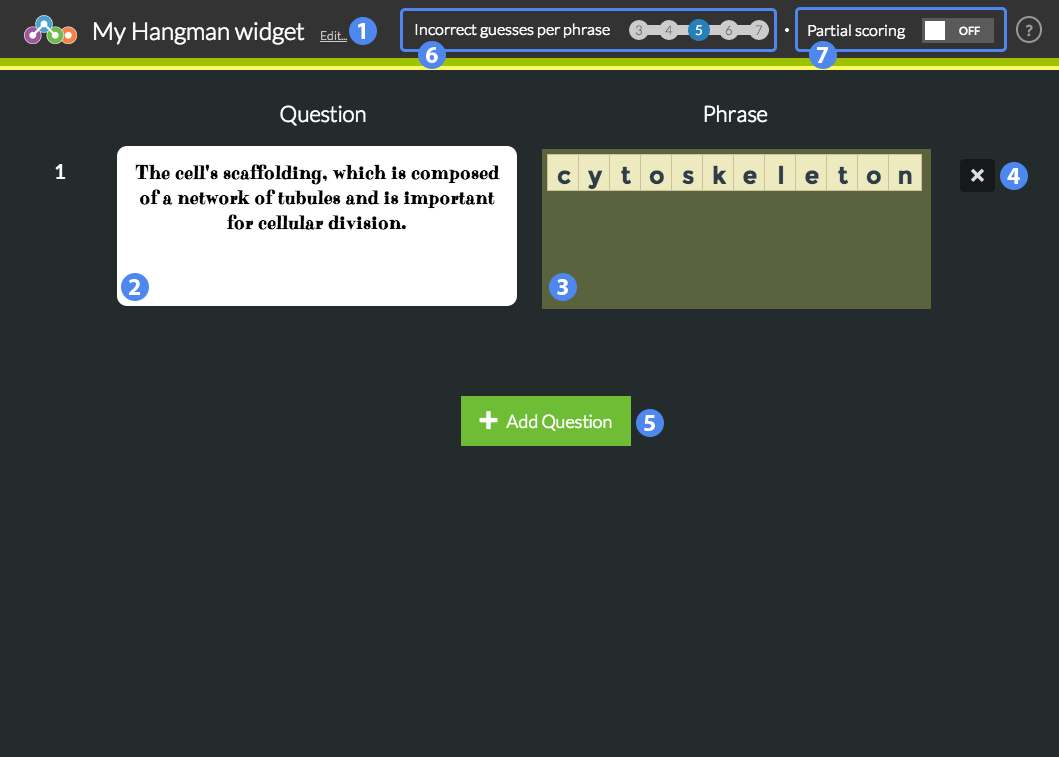 My Hangman widget Edit... 1 Incorrect guesses per phrase 3 4 5 6 7 • Partial scoring OFF ?
6 7
Question Phrase
1 The cell's scaffolding, which is composed c y t o s k e l e t o n × 4
of a network of tubules and is important
for cellular division.
2 3
+ Add Question 5